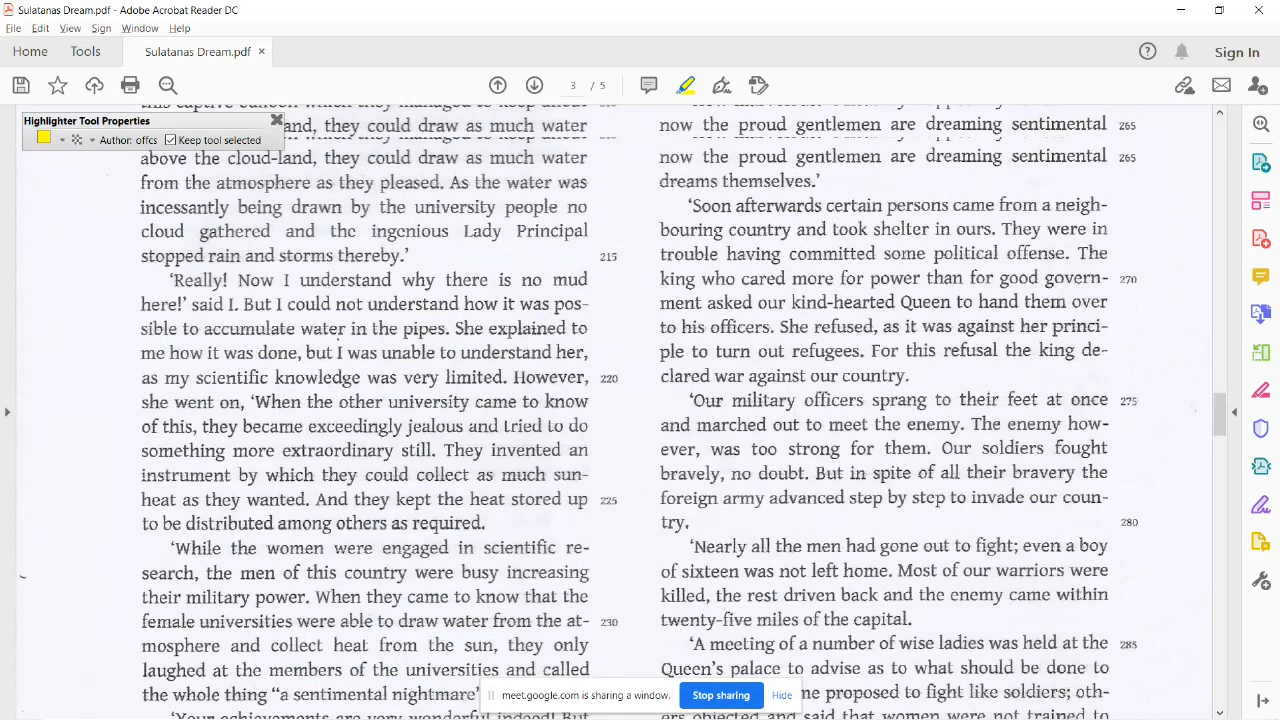 Sulatanas Dream.pdf - Adobe Acrobat Reader DC
File Edit View Sign Window Help
Home Tools Sulatanas Dream.pdf × Sign In
3 / 5
Highlighter Tool Properties
Author: offcs Keep tool selected
and, they could draw as much water
above the cloud-land, they could draw as much water
from the atmosphere as they pleased. As the water was
incessantly being drawn by the university people no
cloud gathered and the ingenious Lady Principal
stopped rain and storms thereby.' 215
'Really! Now I understand why there is no mud
here!' said I. But I could not understand how it was pos-
sible to accumulate water in the pipes. She explained to
me how it was done, but I was unable to understand her,
as my scientific knowledge was very limited. However, 220
she went on, 'When the other university came to know
of this, they became exceedingly jealous and tried to do
something more extraordinary still. They invented an
instrument by which they could collect as much sun-
heat as they wanted. And they kept the heat stored up 225
to be distributed among others as required.
'While the women were engaged in scientific re-
search, the men of this country were busy increasing
their military power. When they came to know that the
female universities were able to draw water from the at- 230
mosphere and collect heat from the sun, they only
laughed at the members of the universities and called
the whole thing "a sentimental nightmare"
'Your achievements are very wonderful indeed! But
now the proud gentlemen are dreaming sentimental 265
now the proud gentlemen are dreaming sentimental 265
dreams themselves.'
'Soon afterwards certain persons came from a neigh-
bouring country and took shelter in ours. They were in
trouble having committed some political offense. The
king who cared more for power than for good govern- 270
ment asked our kind-hearted Queen to hand them over
to his officers. She refused, as it was against her princi-
ple to turn out refugees. For this refusal the king de-
clared war against our country.
'Our military officers sprang to their feet at once 275
and marched out to meet the enemy. The enemy how-
ever, was too strong for them. Our soldiers fought
bravely, no doubt. But in spite of all their bravery the
foreign army advanced step by step to invade our coun-
try. 280
'Nearly all the men had gone out to fight; even a boy
of sixteen was not left home. Most of our warriors were
killed, the rest driven back and the enemy came within
twenty-five miles of the capital.
'A meeting of a number of wise ladies was held at the 285
Queen's palace to advise as to what should be done to
me proposed to fight like soldiers; oth-
ers objected and said that women were not trained to
meet.google.com is sharing a window. Stop sharing Hide